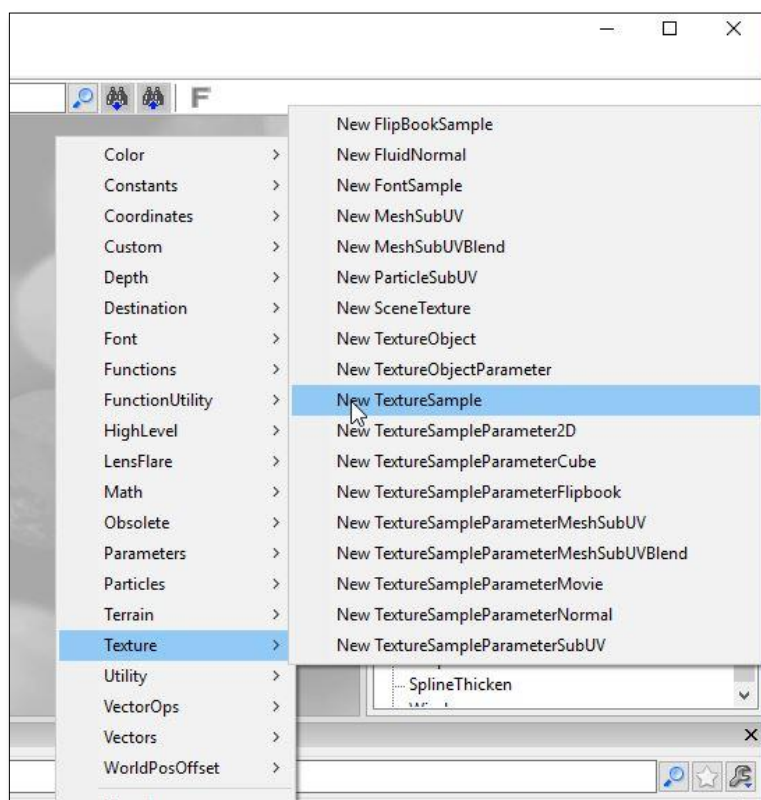 F
Color
Constants
Coordinates
Custom
Depth
Destination
Font
Functions
FunctionUtility
HighLevel
LensFlare
Math
Obsolete
Parameters
Particles
Terrain
Texture
Utility
VectorOps
Vectors
WorldPosOffset
New FlipBookSample
New FluidNormal
New FontSample
New MeshSubUV
New MeshSubUVBlend
New ParticleSubUV
New SceneTexture
New TextureObject
New TextureObjectParameter
New TextureSample
New TextureSampleParameter2D
New TextureSampleParameterCube
New TextureSampleParameterFlipbook
New TextureSampleParameterMeshSubUV
New TextureSampleParameterMeshSubUVBlend
New TextureSampleParameterMovie
New TextureSampleParameterNormal
New TextureSampleParameterSubUV
SplineThicken